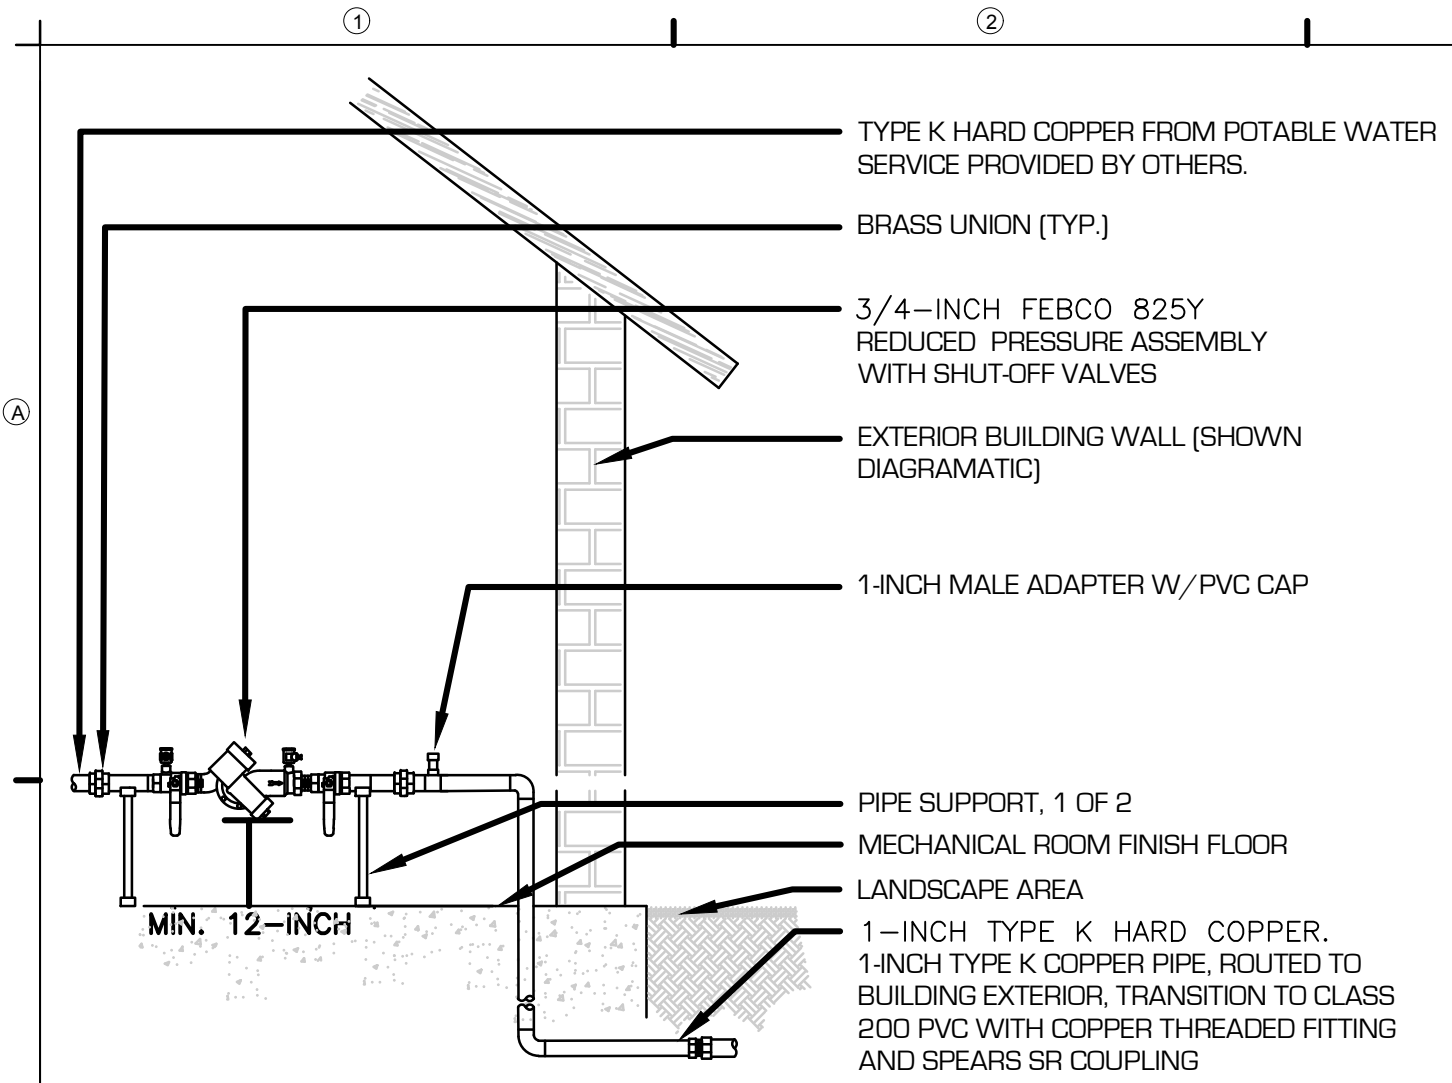 1
2
TYPE K HARD COPPER FROM POTABLE WATER
SERVICE PROVIDED BY OTHERS.
BRASS UNION (TYP.)
3/4-INCH FEBCO 825Y
REDUCED PRESSURE ASSEMBLY
WITH SHUT-OFF VALVES
A
EXTERIOR BUILDING WALL (SHOWN
DIAGRAMATIC)
1-INCH MALE ADAPTER W/PVC CAP
PIPE SUPPORT, 1 OF 2
MECHANICAL ROOM FINISH FLOOR
LANDSCAPE AREA
MIN. 12-INCH
1-INCH TYPE K HARD COPPER.
1-INCH TYPE K COPPER PIPE, ROUTED TO
BUILDING EXTERIOR, TRANSITION TO CLASS
200 PVC WITH COPPER THREADED FITTING
AND SPEARS SR COUPLING